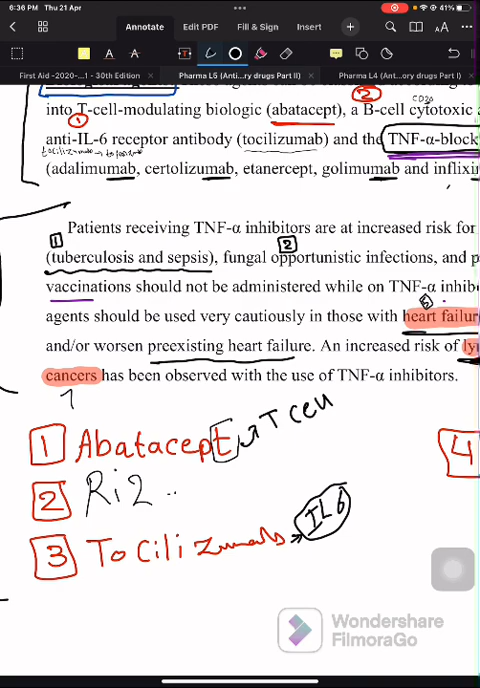 6:36 PM Thu 21 Apr
41%
Annotate Edit PDF Fill & Sign Insert
First Aid -2020-...1 - 30th Edition
Pharma L5 (Anti...ry drugs Part II)
Pharma L4 (Anti...ory drugs Part I)
CD20
2
into T-cell-modulating biologic (abatacept), a B-cell cytotoxic a
1
anti-IL-6 receptor antibody (tocilizumab) and the TNF-α-block
(adalimumab, certolizumab, etanercept, golimumab and inflixi
Patients receiving TNF-α inhibitors are at increased risk for
1 2
(tuberculosis and sepsis), fungal opportunistic infections, and p
vaccinations should not be administered while on TNF-α inhib
agents should be used very cautiously in those with heart failur
and/or worsen preexisting heart failure. An increased risk of ly
cancers has been observed with the use of TNF-α inhibitors.
1 Abatacept T cell
4
2 Ri2 ..
3 Tocilizumab IL6
Wondershare
FilmoraGo